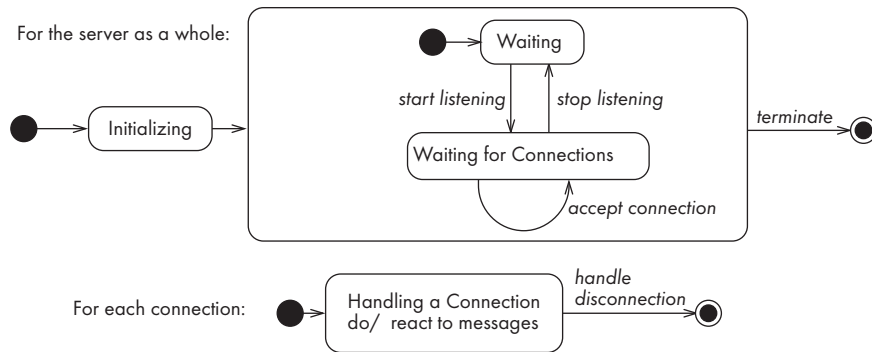 For the server as a whole:
Waiting
start listening
stop listening
Initializing
terminate
Waiting for Connections
accept connection
For each connection:
Handling a Connection
do/ react to messages
handle
disconnection